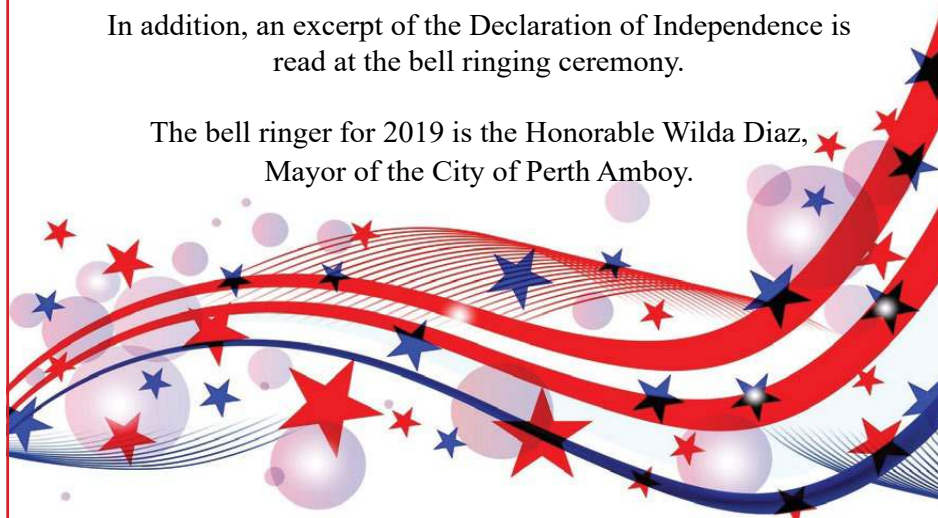 In addition, an excerpt of the Declaration of Independence is
read at the bell ringing ceremony.
The bell ringer for 2019 is the Honorable Wilda Diaz,
Mayor of the City of Perth Amboy.